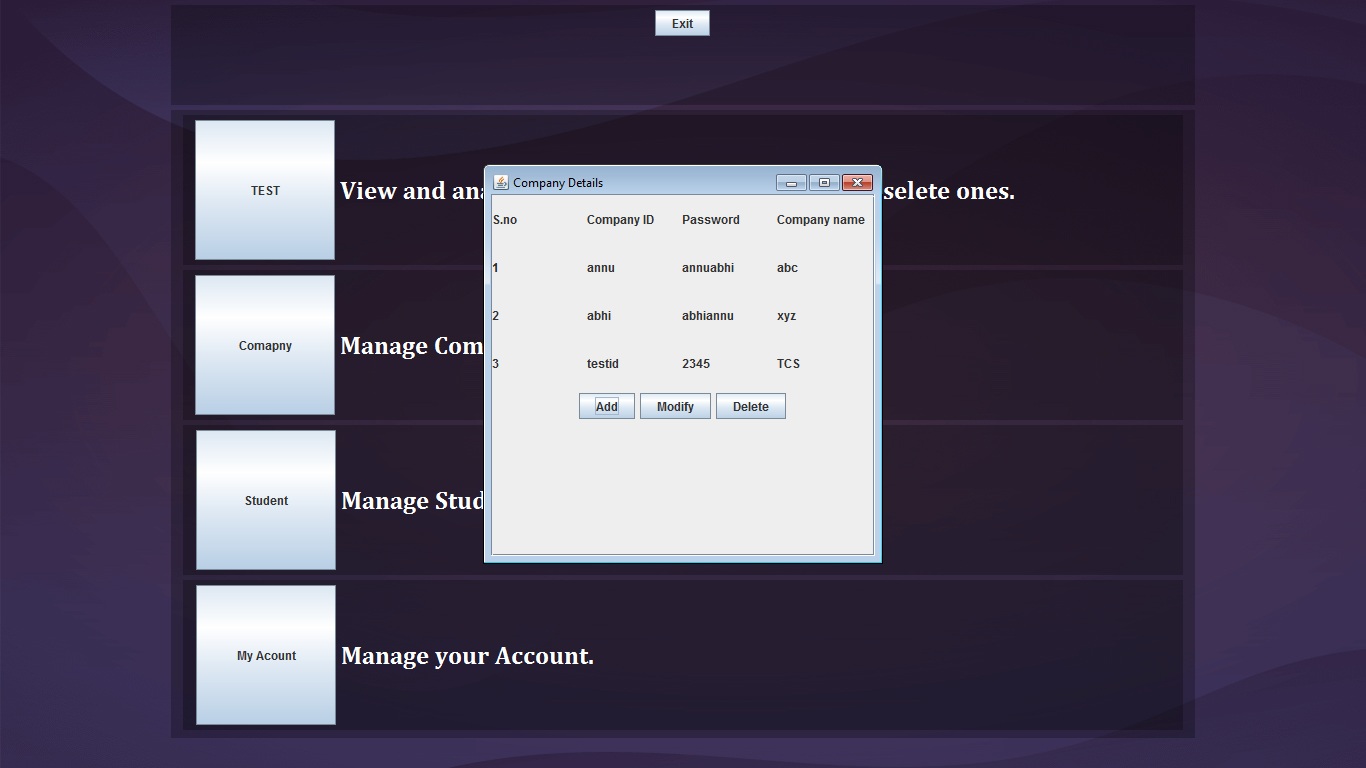 Exit
TEST
View and ana
selete ones.
Company Details
S.no Company ID Password Company name
1 annu annuabhi abc
2 abhi abhiannu xyz
3 testid 2345 TCS
Add Modify Delete
Comapny
Manage Com
Student
Manage Stud
My Acount
Manage your Account.